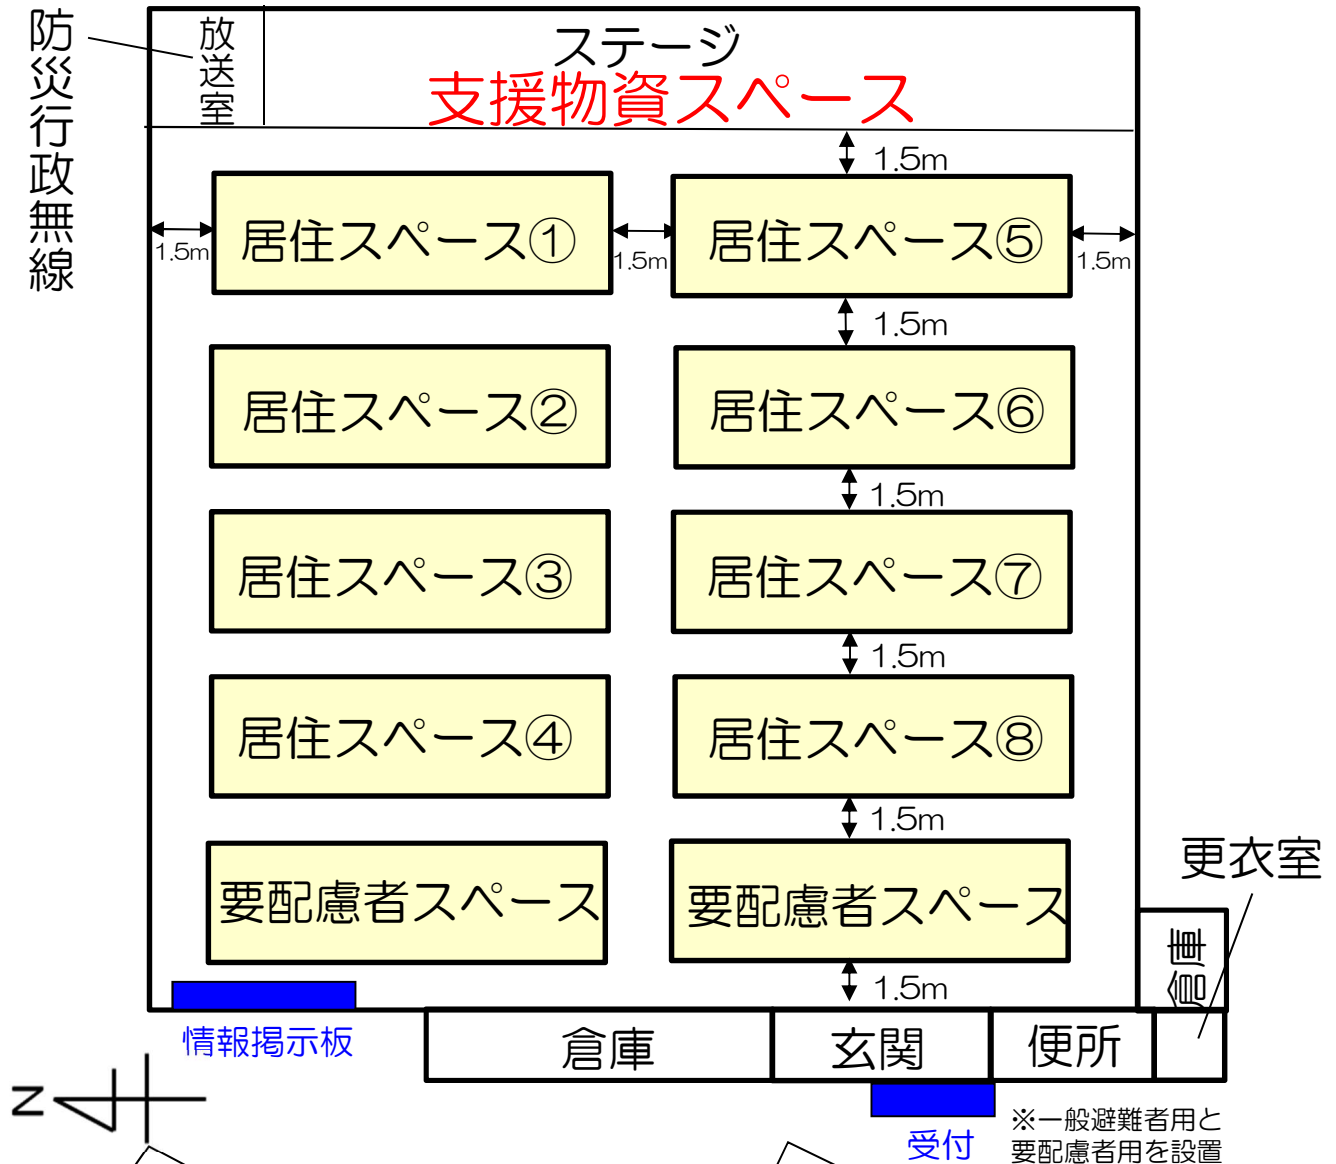 防災行政無線
放送室
ステージ
支援物資スペース
1.5m
居住スペース①
居住スペース⑤
1.5m
1.5m
1.5m
1.5m
居住スペース②
居住スペース⑥
1.5m
居住スペース③
居住スペース⑦
1.5m
居住スペース④
居住スペース⑧
1.5m
要配慮者スペース
要配慮者スペース
更衣室
倉庫
1.5m
情報掲示板
倉庫
玄関
便所
N
受付
※一般避難者用と
要配慮者用を設置